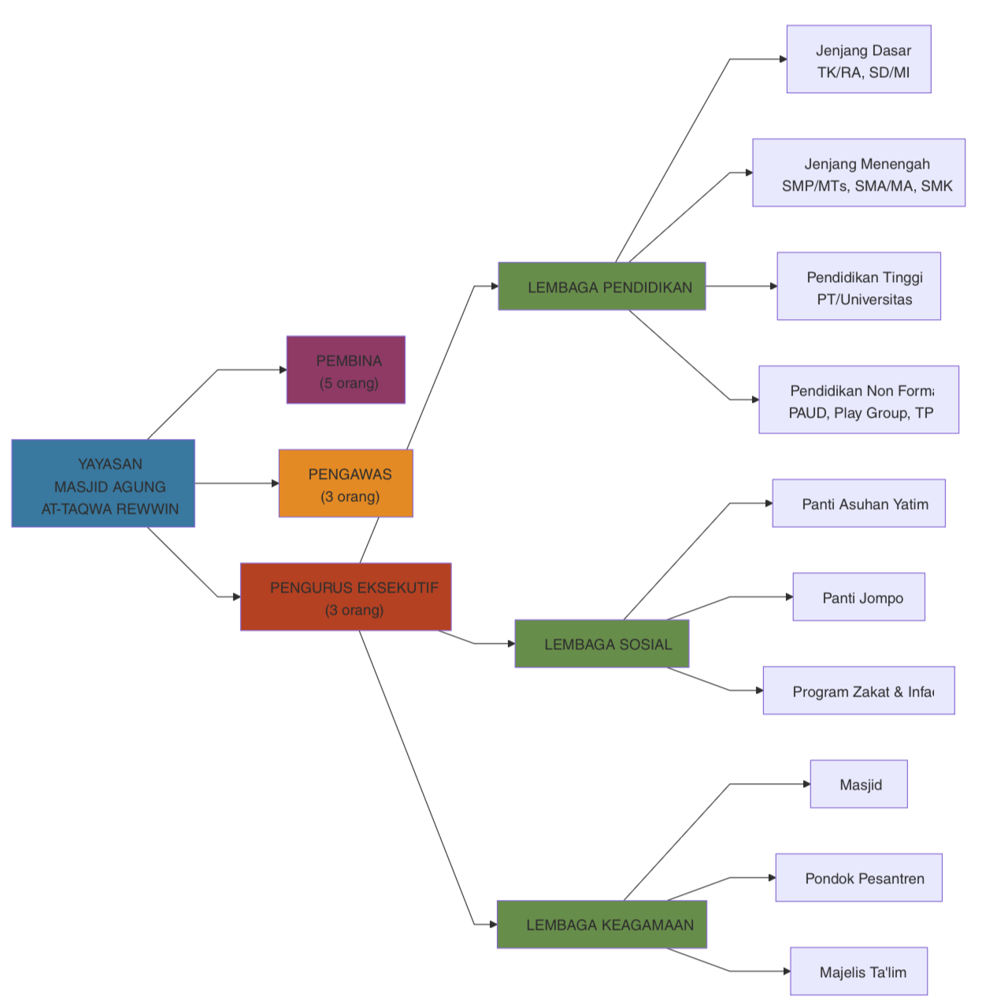 YAYASAN
MASJID AGUNG
AT-TAQWA REWWIN
PEMBINA
(5 orang)
PENGAWAS
(3 orang)
PENGURUS EKSEKUTIF
(3 orang)
LEMBAGA PENDIDIKAN
Jenjang Dasar
TK/RA, SD/MI
Jenjang Menengah
SMP/MTs, SMA/MA, SMK
Pendidikan Tinggi
PT/Universitas
Pendidikan Non Forma
PAUD, Play Group, TP
LEMBAGA SOSIAL
Panti Asuhan Yatim
Panti Jompo
Program Zakat & Infa
LEMBAGA KEAGAMAAN
Masjid
Pondok Pesantren
Majelis Ta'lim